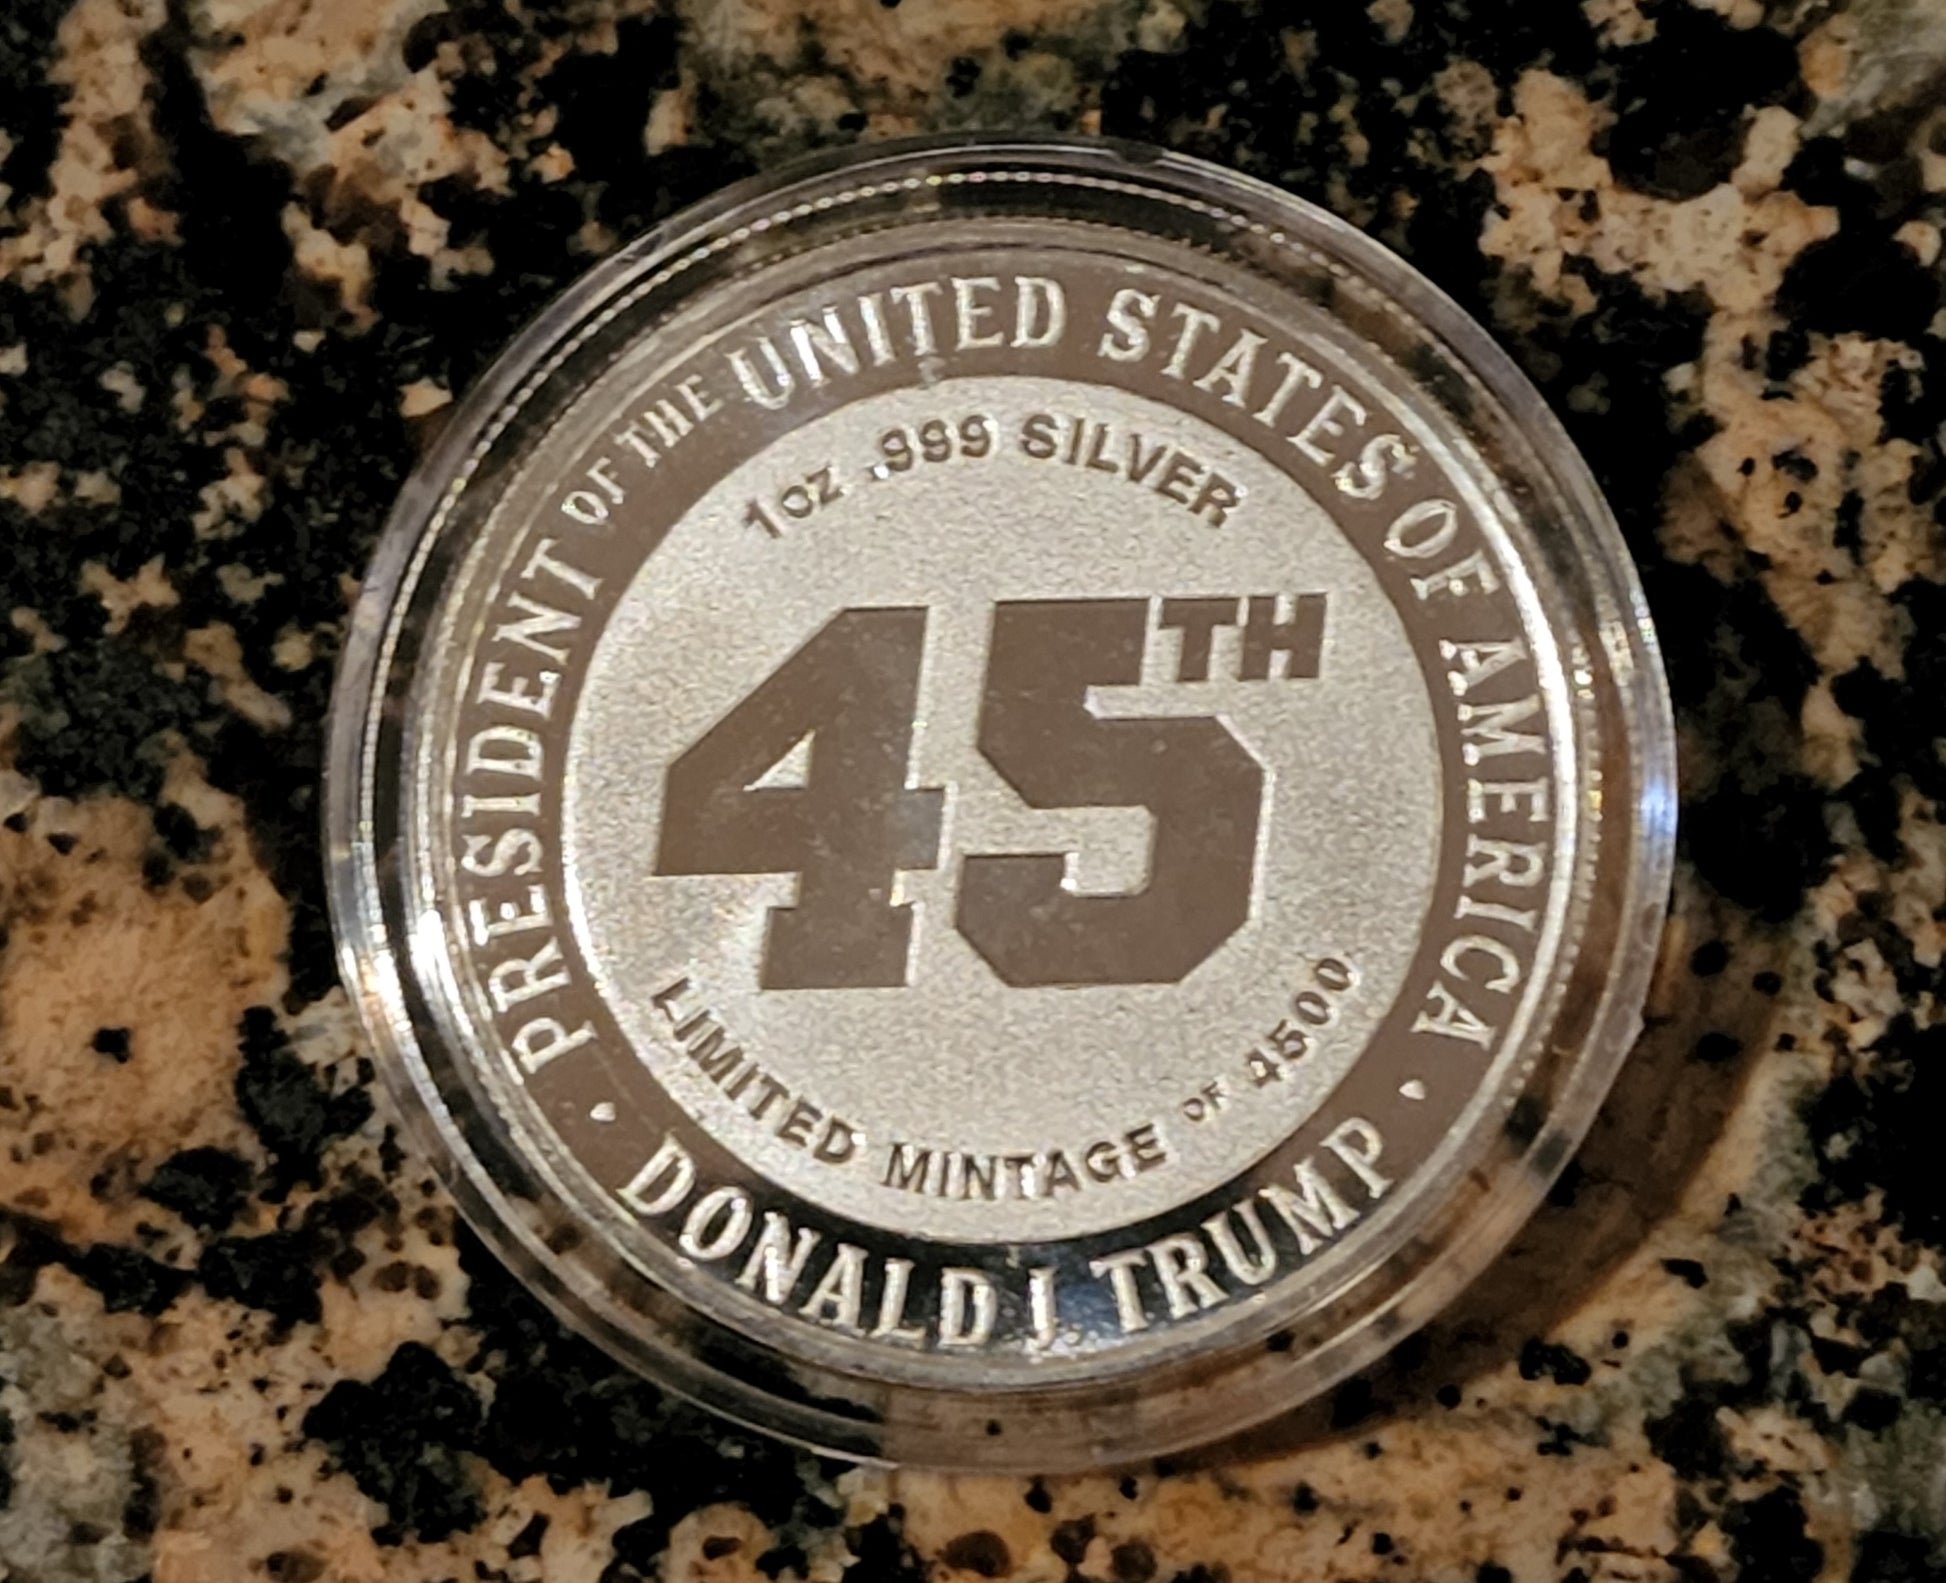 PRESIDENT OF THE UNITED STATES OF AMERICA
1oz .999 SILVER
45TH
LIMITED MINTAGE OF 4500
• DONALD J. TRUMP •